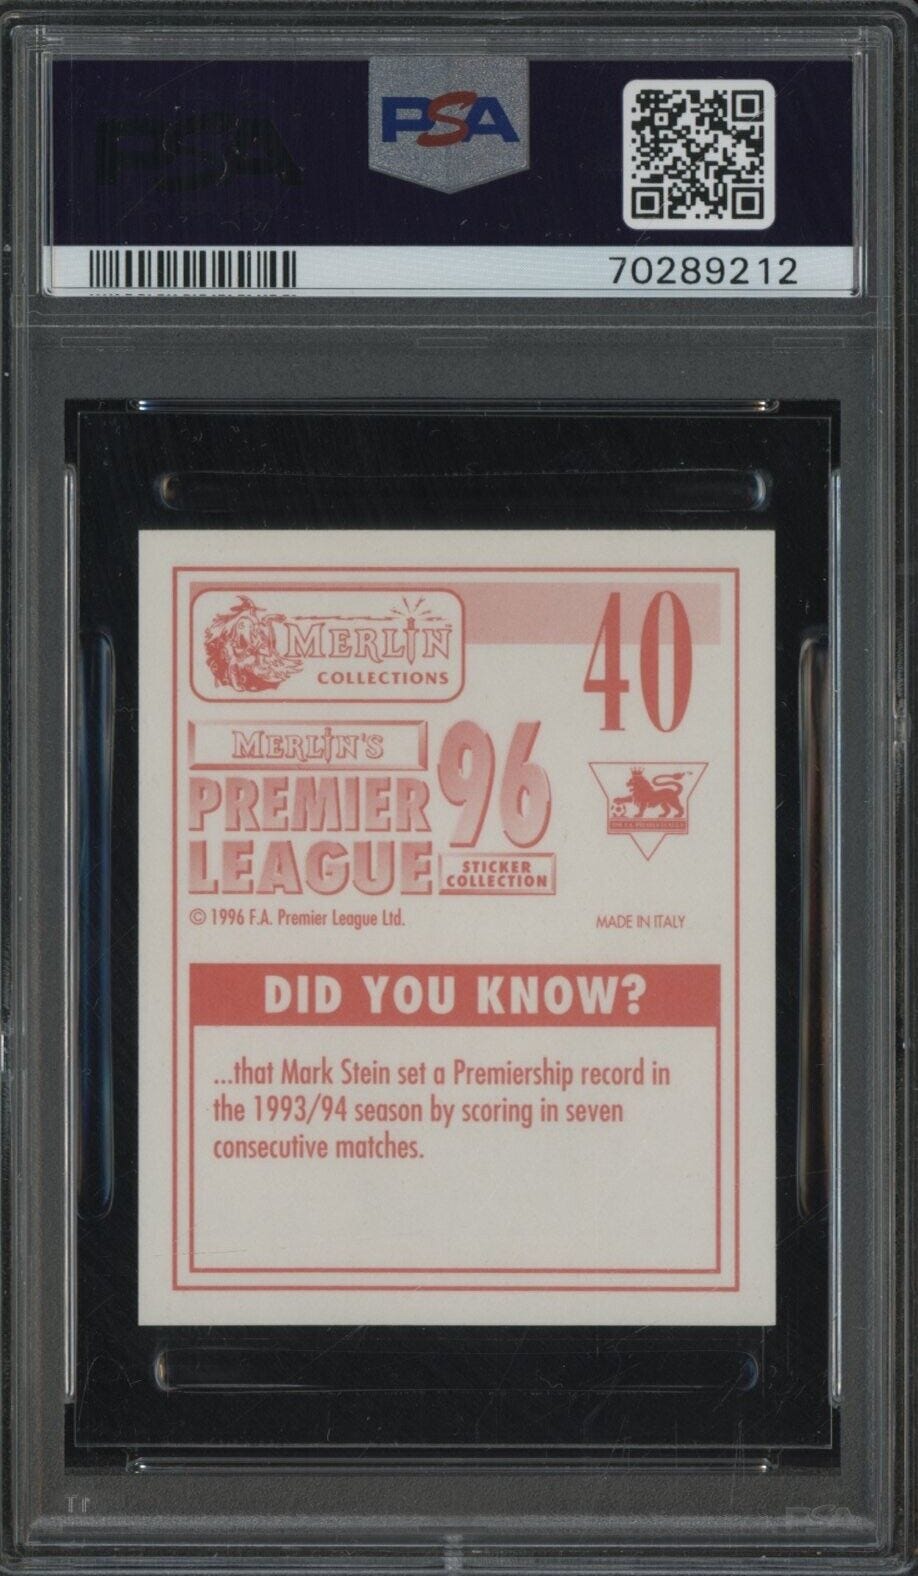 PSA
PSA
70289212
MERLIN
COLLECTIONS
40
MERLIN'S
PREMIER
LEAGUE
96
STICKER
COLLECTION
© 1996 F.A. Premier League Ltd.
MADE IN ITALY
DID YOU KNOW?
...that Mark Stein set a Premiership record in
the 1993/94 season by scoring in seven
consecutive matches.
PSA